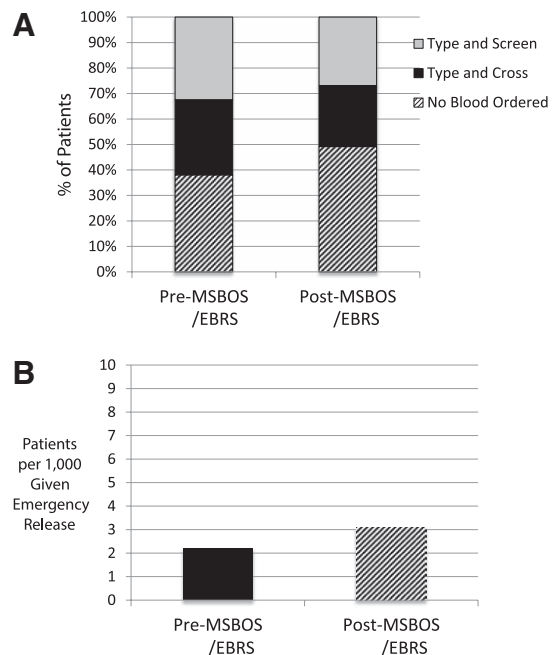 A
100%
90%
80%
70%
60%
50%
40%
30%
20%
10%
0%
% of Patients
Type and Screen
Type and Cross
No Blood Ordered
Pre-MSBOS
/EBRS
Post-MSBOS
/EBRS
B
10
9
8
7
6
5
4
3
2
1
0
Patients
per 1,000
Given
Emergency
Release
Pre-MSBOS
/EBRS
Post-MSBOS
/EBRS